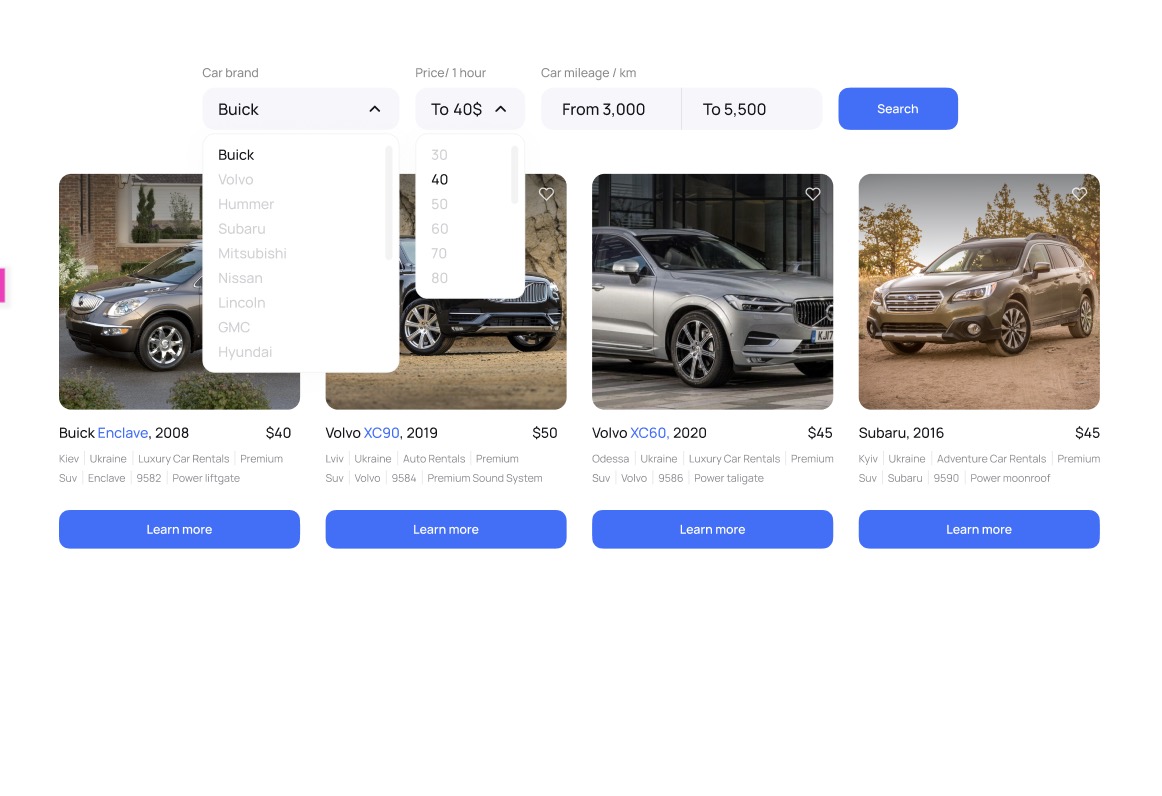 Car brand
Price/ 1 hour
Car mileage / km
Buick
To 40$
From 3,000
To 5,500
Search
Buick
Volvo
Hummer
Subaru
Mitsubishi
Nissan
Lincoln
GMC
Hyundai
30
40
50
60
70
80
KJ17
Buick Enclave, 2008 $40
Kiev Ukraine Luxury Car Rentals Premium
Suv Enclave 9582 Power liftgate
Learn more
Volvo XC90, 2019 $50
Lviv Ukraine Auto Rentals Premium
Suv Volvo 9584 Premium Sound System
Learn more
Volvo XC60, 2020 $45
Odessa Ukraine Luxury Car Rentals Premium
Suv Volvo 9586 Power taligate
Learn more
Subaru, 2016 $45
Kyiv Ukraine Adventure Car Rentals Premium
Suv Subaru 9590 Power moonroof
Learn more